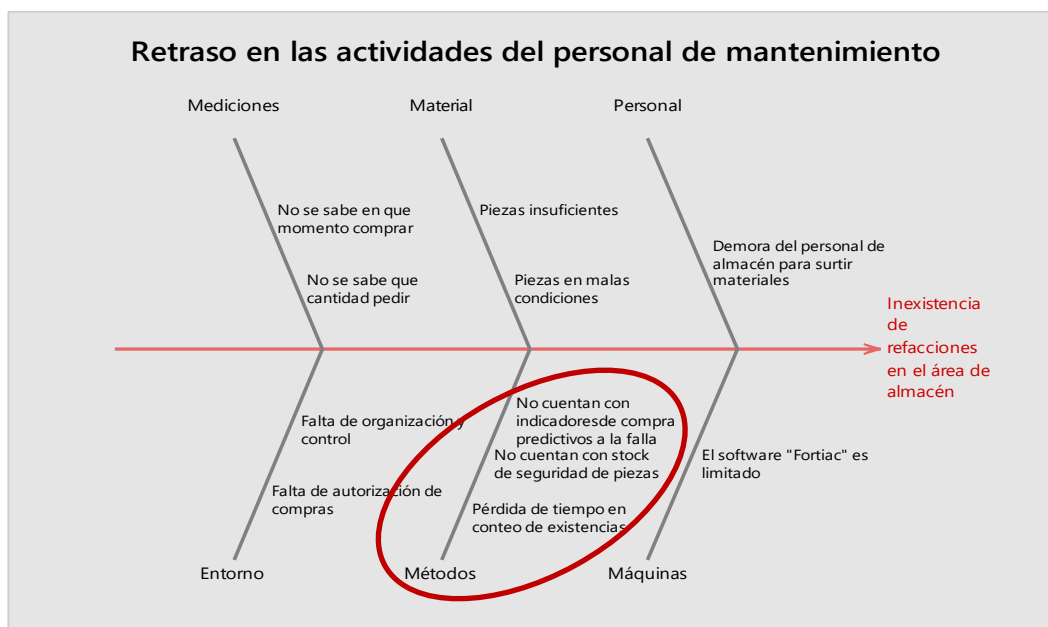 Retraso en las actividades del personal de mantenimiento
Mediciones
Material
Personal
No se sabe en que
momento comprar
No se sabe que
cantidad pedir
Piezas insuficientes
Piezas en malas
condiciones
Demora del personal de
almacén para surtir
materiales
Inexistencia
de
refacciones
en el área de
almacén
Falta de organización y
control
Falta de autorización de
compras
No cuentan con
indicadoresde compra
predictivos a la falla
No cuentan con stock
de seguridad de piezas
Pérdida de tiempo en
conteo de existencias
El software "Fortiac" es
limitado
Entorno
Métodos
Máquinas